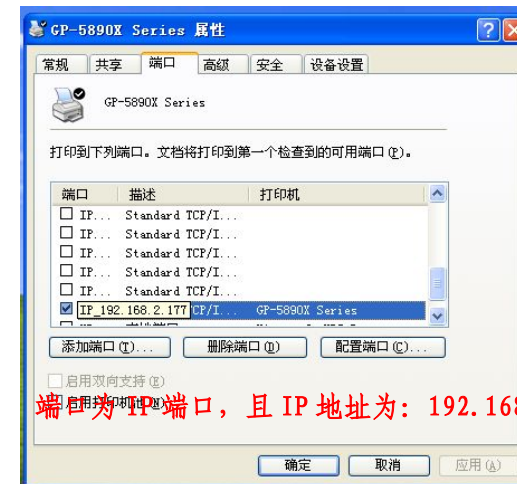 GP-5890X Series 属性
常规 共享 端口 高级 安全 设备设置
GP-5890X Series
打印到下列端口。文档将打印到第一个检查到的可用端口(P)。
端口 描述 打印机
IP... Standard TCP/I...
IP... Standard TCP/I...
IP... Standard TCP/I...
IP... Standard TCP/I...
IP... Standard TCP/I...
IP_192.168.2.177 CP/I... GP-5890X Series
添加端口(T)... 删除端口(D) 配置端口(C)...
启用双向支持(E)
端口为 IP 端口，且 IP 地址为：192.168
确定 取消 应用(A)